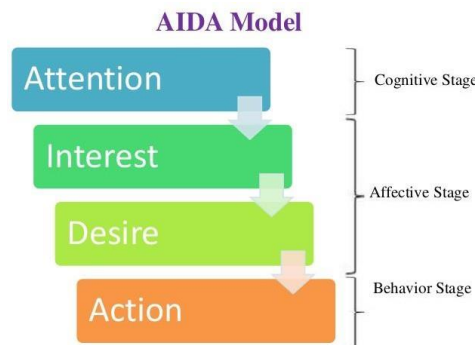 AIDA Model
Attention
Cognitive Stage
Interest
Affective Stage
Desire
Behavior Stage
Action